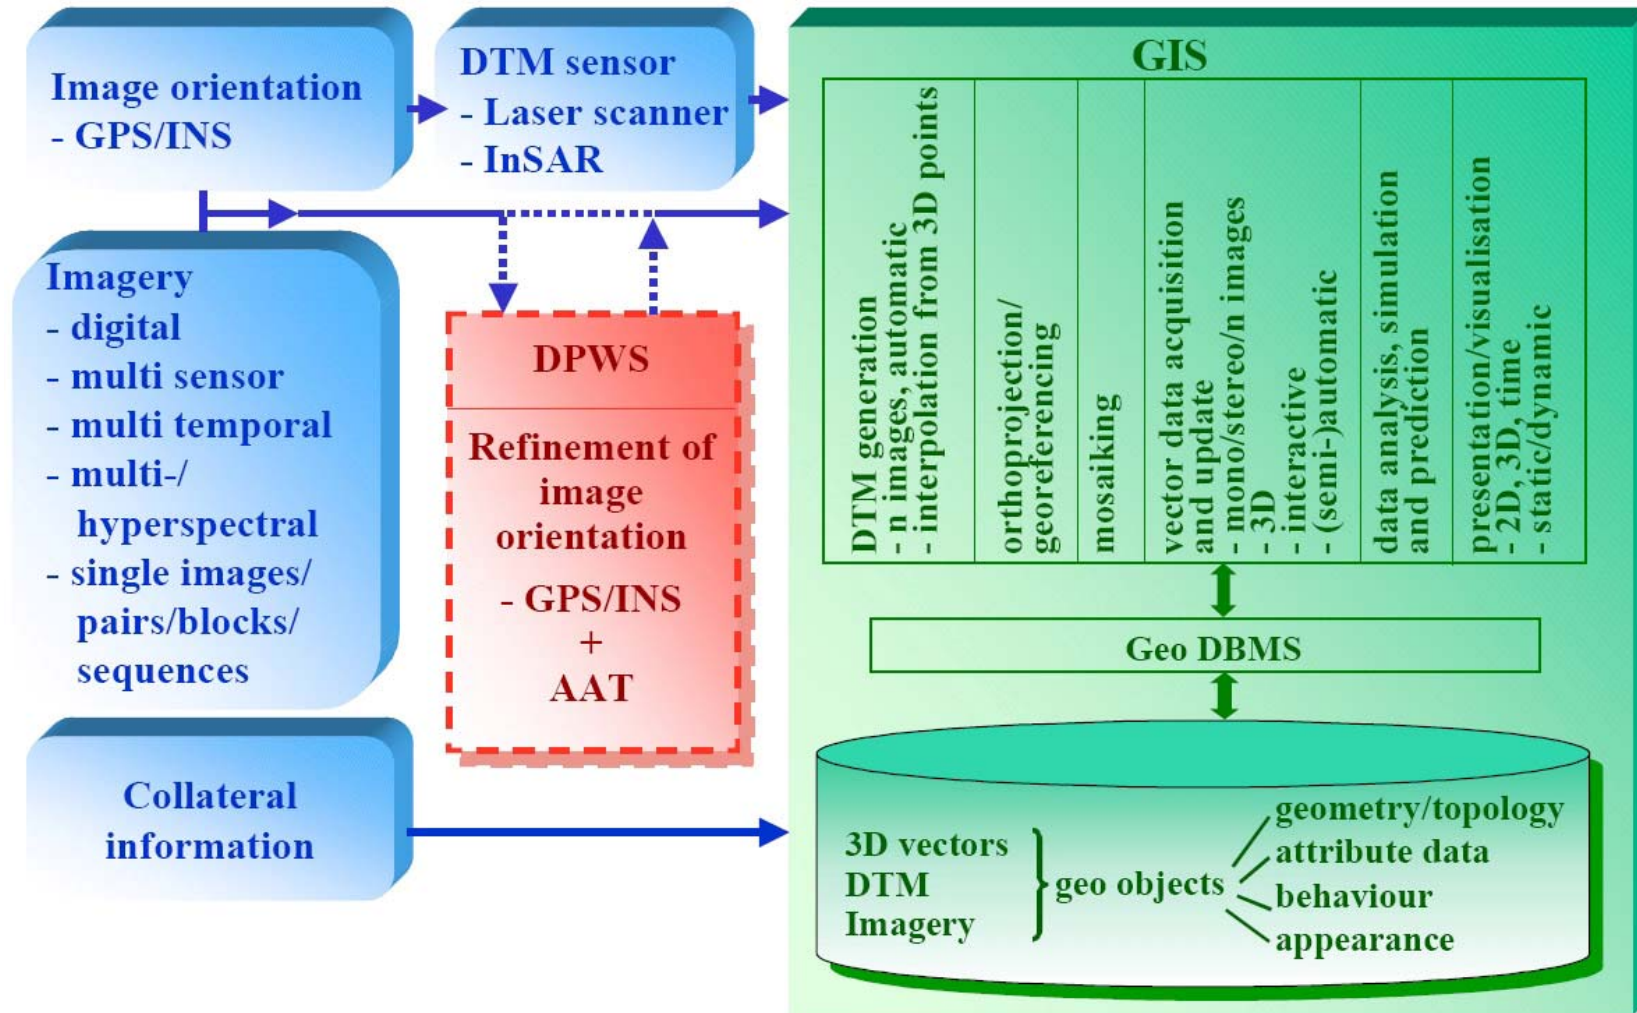 Image orientation
- GPS/INS
DTM sensor
- Laser scanner
- InSAR
Imagery
- digital
- multi sensor
- multi temporal
- multi-/
hyperspectral
- single images/
pairs/blocks/
sequences
DPWS
Refinement of
image
orientation
- GPS/INS
+
AAT
Collateral
information
GIS
DTM generation
- n images, automatic
- interpolation from 3D points
orthoprojection/
georeferencing
mosaiking
vector data acquisition
and update
- mono/stereo/n images
- 3D
- interactive
- (semi-)automatic
data analysis, simulation
and prediction
presentation/visualisation
- 2D, 3D, time
- static/dynamic
Geo DBMS
3D vectors
DTM
Imagery
geo objects
geometry/topology
attribute data
behaviour
appearance